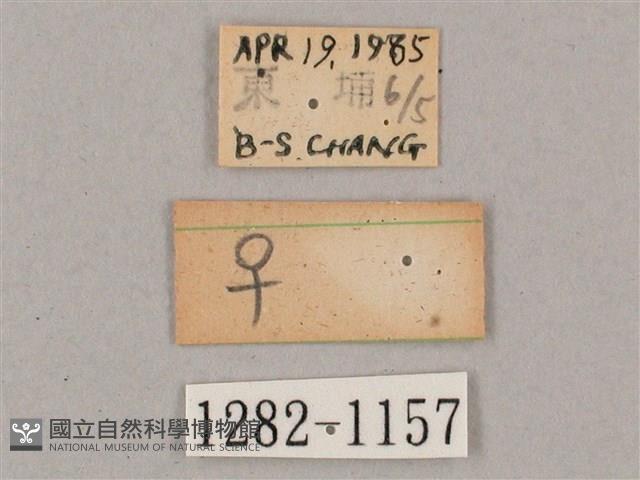 APR 19, 1985
東 埔 6/5
B-S. CHANG
♀
1282-1157
國立自然科學博物館
NATIONAL MUSEUM OF NATURAL SCIENCE